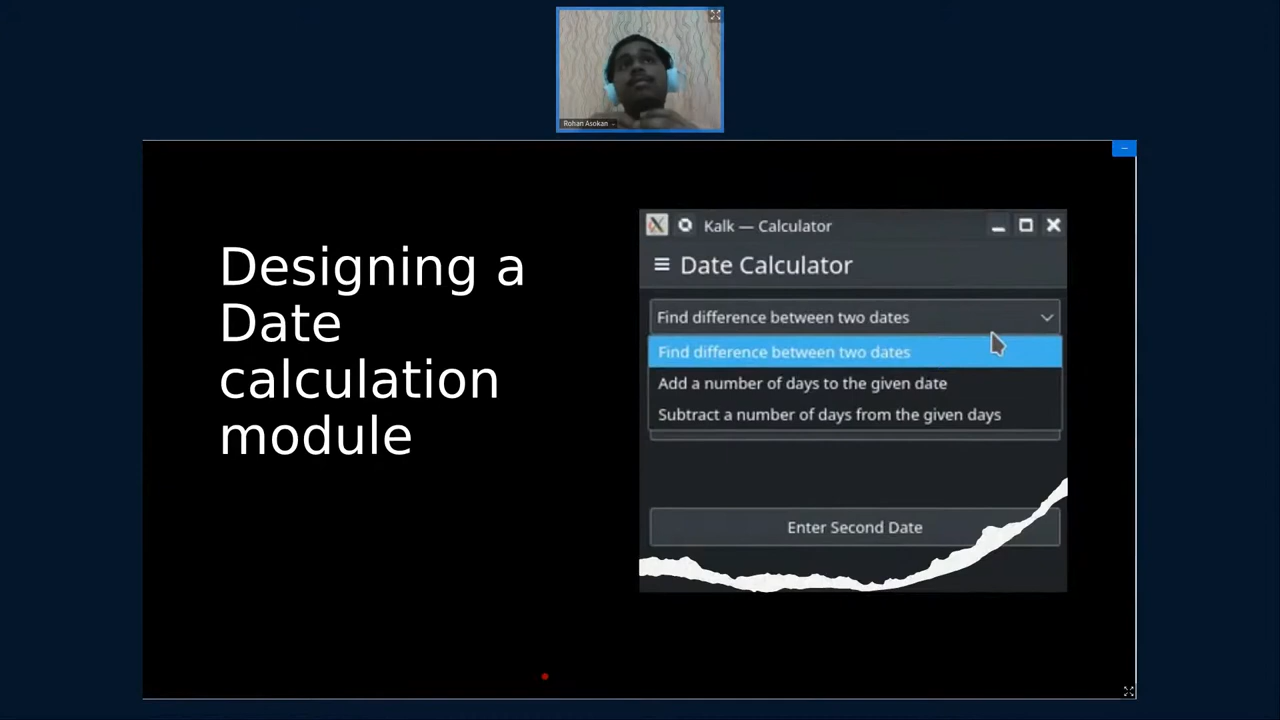 Rohan Asokan
Designing a
Date
calculation
module
Kalk — Calculator
Date Calculator
Find difference between two dates
Find difference between two dates
Add a number of days to the given date
Subtract a number of days from the given days
Enter Second Date